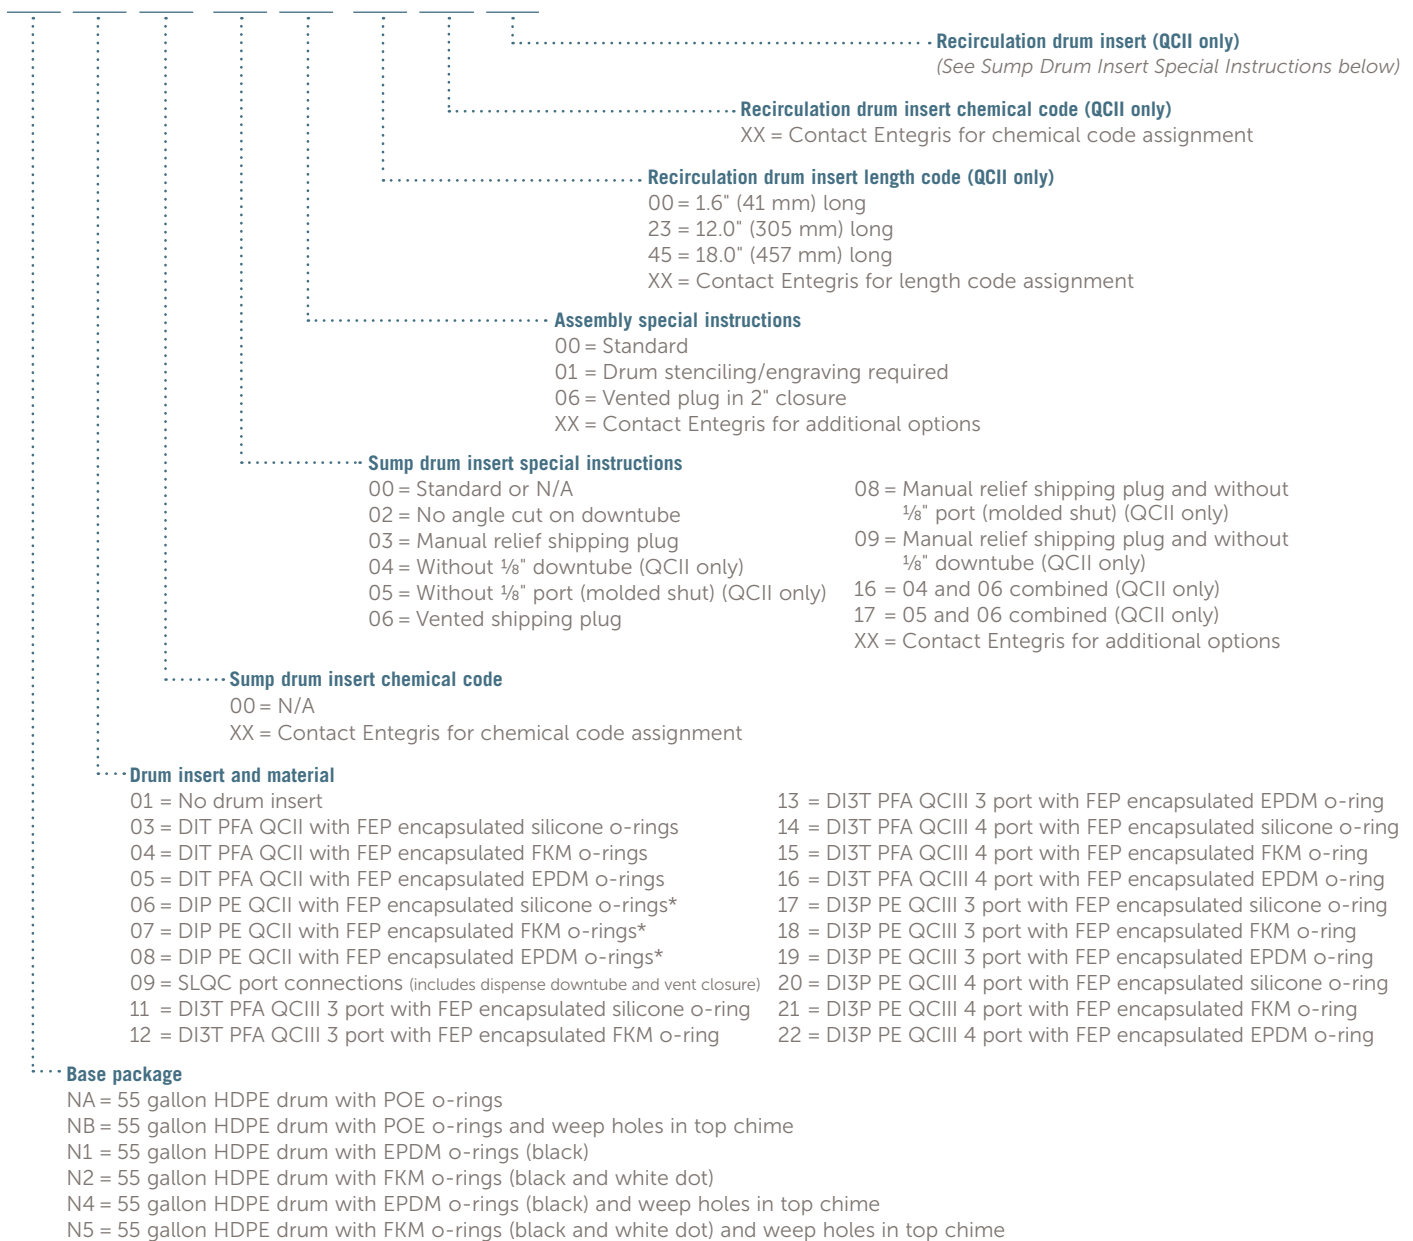 Recirculation drum insert (QCII only)
(See Sump Drum Insert Special Instructions below)
Recirculation drum insert chemical code (QCII only)
XX = Contact Entegris for chemical code assignment
Recirculation drum insert length code (QCII only)
00 = 1.6" (41 mm) long
23 = 12.0" (305 mm) long
45 = 18.0" (457 mm) long
XX = Contact Entegris for length code assignment
Assembly special instructions
00 = Standard
01 = Drum stenciling/engraving required
06 = Vented plug in 2" closure
XX = Contact Entegris for additional options
Sump drum insert special instructions
00 = Standard or N/A
02 = No angle cut on downtube
03 = Manual relief shipping plug
04 = Without ⅛" downtube (QCII only)
05 = Without ⅛" port (molded shut) (QCII only)
06 = Vented shipping plug
08 = Manual relief shipping plug and without
⅛" port (molded shut) (QCII only)
09 = Manual relief shipping plug and without
⅛" downtube (QCII only)
16 = 04 and 06 combined (QCII only)
17 = 05 and 06 combined (QCII only)
XX = Contact Entegris for additional options
Sump drum insert chemical code
00 = N/A
XX = Contact Entegris for chemical code assignment
Drum insert and material
01 = No drum insert
03 = DIT PFA QCII with FEP encapsulated silicone o-rings
04 = DIT PFA QCII with FEP encapsulated FKM o-rings
05 = DIT PFA QCII with FEP encapsulated EPDM o-rings
06 = DIP PE QCII with FEP encapsulated silicone o-rings*
07 = DIP PE QCII with FEP encapsulated FKM o-rings*
08 = DIP PE QCII with FEP encapsulated EPDM o-rings*
09 = SLQC port connections (includes dispense downtube and vent closure)
11 = DI3T PFA QCIII 3 port with FEP encapsulated silicone o-ring
12 = DI3T PFA QCIII 3 port with FEP encapsulated FKM o-ring
13 = DI3T PFA QCIII 3 port with FEP encapsulated EPDM o-ring
14 = DI3T PFA QCIII 4 port with FEP encapsulated silicone o-ring
15 = DI3T PFA QCIII 4 port with FEP encapsulated FKM o-ring
16 = DI3T PFA QCIII 4 port with FEP encapsulated EPDM o-ring
17 = DI3P PE QCIII 3 port with FEP encapsulated silicone o-ring
18 = DI3P PE QCIII 3 port with FEP encapsulated FKM o-ring
19 = DI3P PE QCIII 3 port with FEP encapsulated EPDM o-ring
20 = DI3P PE QCIII 4 port with FEP encapsulated silicone o-ring
21 = DI3P PE QCIII 4 port with FEP encapsulated FKM o-ring
22 = DI3P PE QCIII 4 port with FEP encapsulated EPDM o-ring
Base package
NA = 55 gallon HDPE drum with POE o-rings
NB = 55 gallon HDPE drum with POE o-rings and weep holes in top chime
N1 = 55 gallon HDPE drum with EPDM o-rings (black)
N2 = 55 gallon HDPE drum with FKM o-rings (black and white dot)
N4 = 55 gallon HDPE drum with EPDM o-rings (black) and weep holes in top chime
N5 = 55 gallon HDPE drum with FKM o-rings (black and white dot) and weep holes in top chime